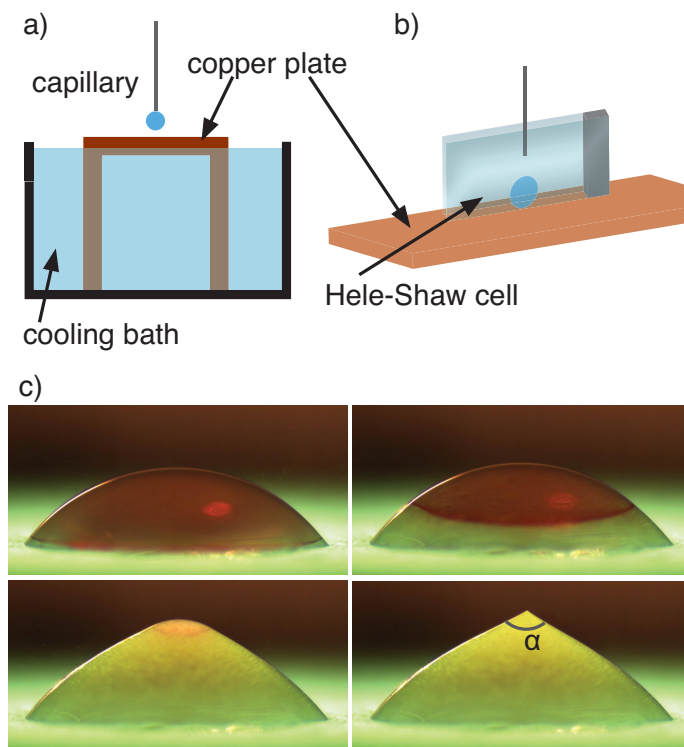 a)
b)
capillary
copper plate
Hele-Shaw cell
cooling bath
c)
α